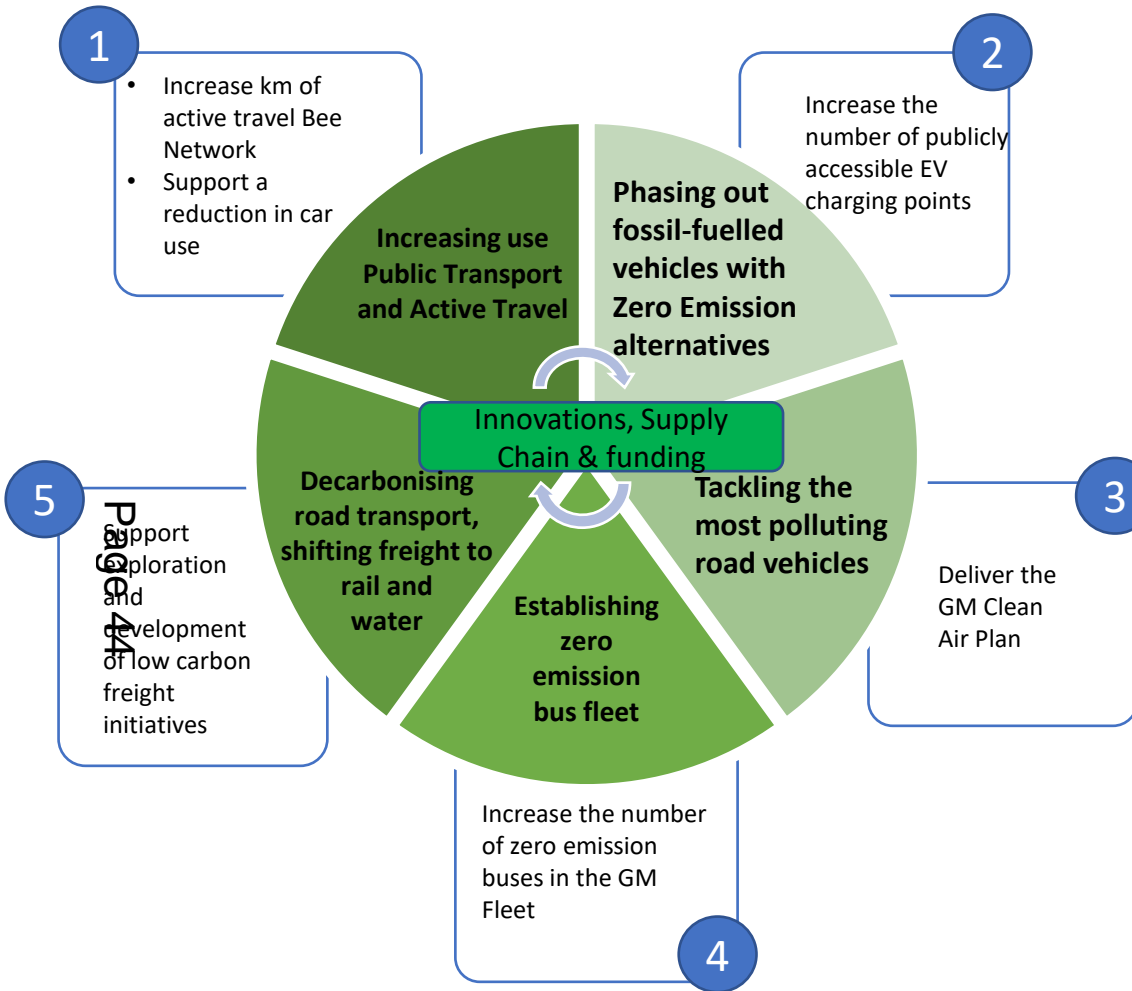 1
• Increase km of
active travel Bee
Network
• Support a
reduction in car
use
Increasing use
Public Transport
and Active Travel
2
Increase the
number of publicly
accessible EV
charging points
Phasing out
fossil-fuelled
vehicles with
Zero Emission
alternatives
Innovations, Supply
Chain & funding
3
Deliver the
GM Clean
Air Plan
Tackling the
most polluting
road vehicles
4
Increase the number
of zero emission
buses in the GM
Fleet
Establishing
zero
emission
bus fleet
5
Support
exploration
and
development
of low carbon
freight
initiatives
Decarbonising
road transport,
shifting freight to
rail and
water
Page 44